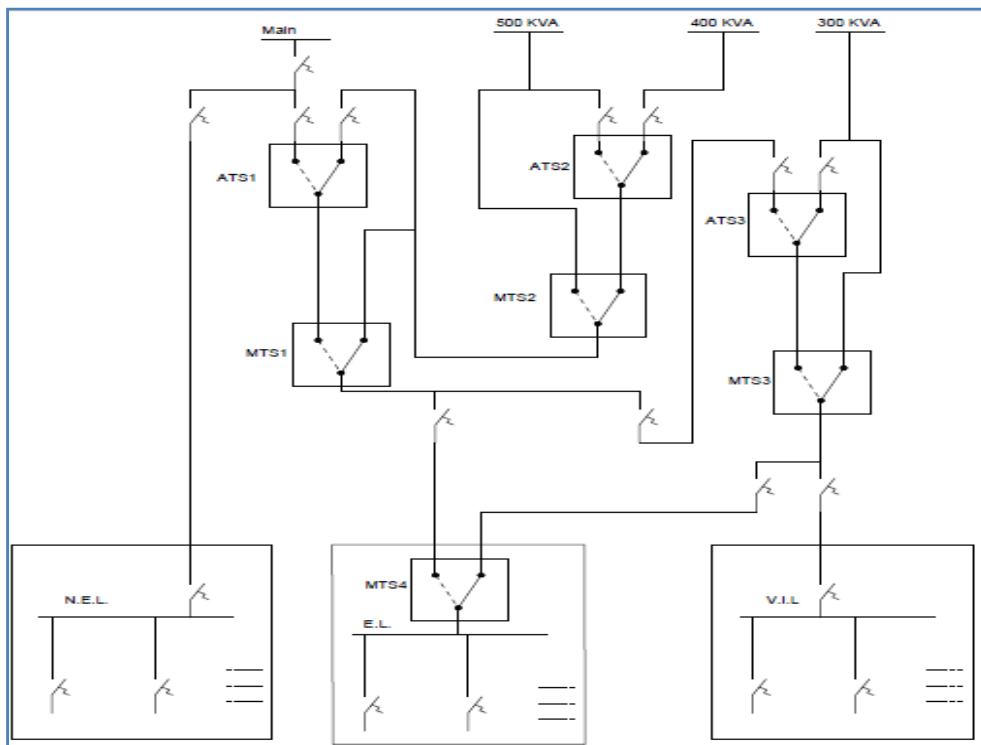 Main
500 KVA
400 KVA
300 KVA
ATS1
ATS2
ATS3
MTS2
MTS1
MTS3
MTS4
N.E.L.
E.L.
V.I.L